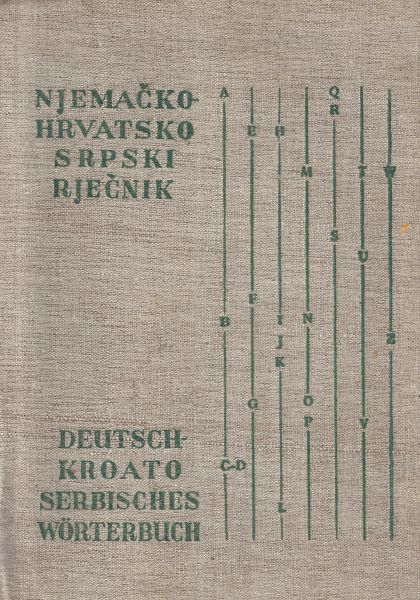 NJEMAČKO-
HRVATSKO
SRPSKI
RJEČNIK
DEUTSCH-
KROATO
SERBISCHES
WÖRTERBUCH
A
B
C-D
E
F
G
H
I
J
K
L
M
N
O
P
Q
R
S
T
U
V
W
Z